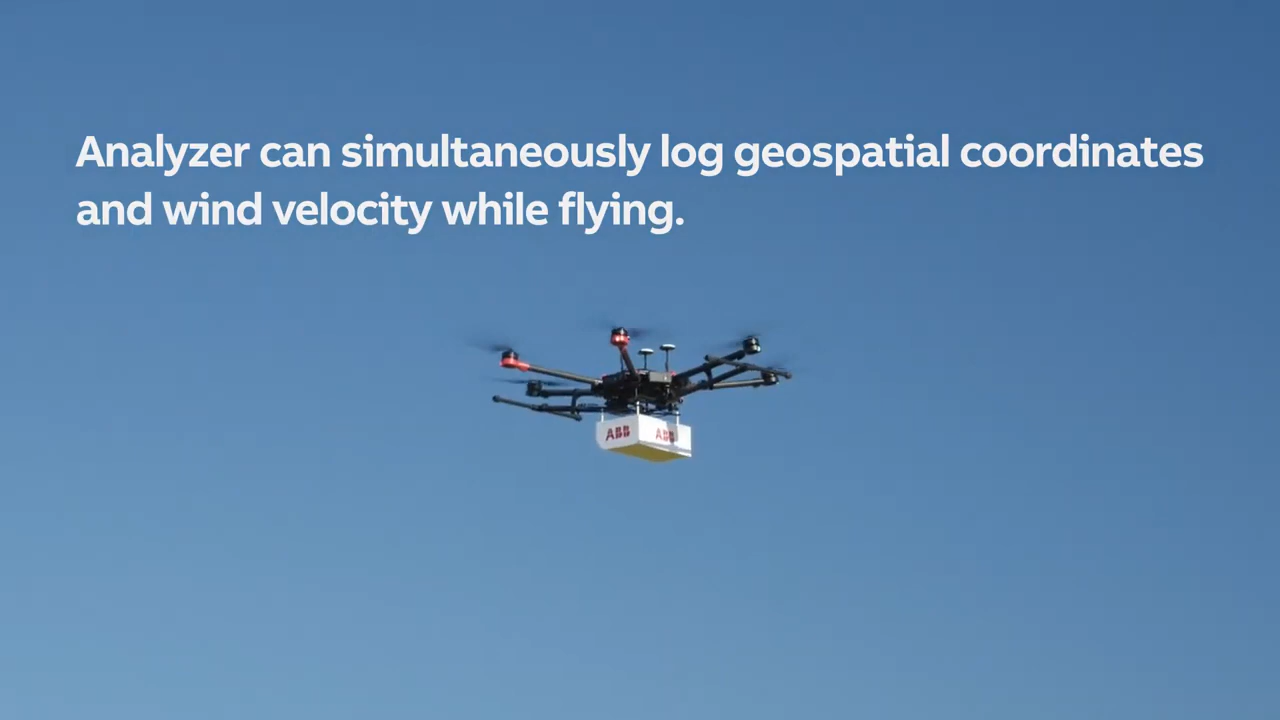 Analyzer can simultaneously log geospatial coordinates
and wind velocity while flying.
ABB ABB